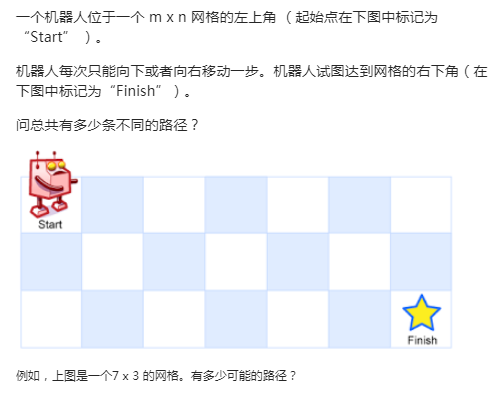 一个机器人位于一个 m x n 网格的左上角 （起始点在下图中标记为
“Start” ）。
机器人每次只能向下或者向右移动一步。机器人试图达到网格的右下角（在
下图中标记为“Finish”）。
问总共有多少条不同的路径？
Start
Finish
例如，上图是一个7 x 3 的网格。有多少可能的路径？